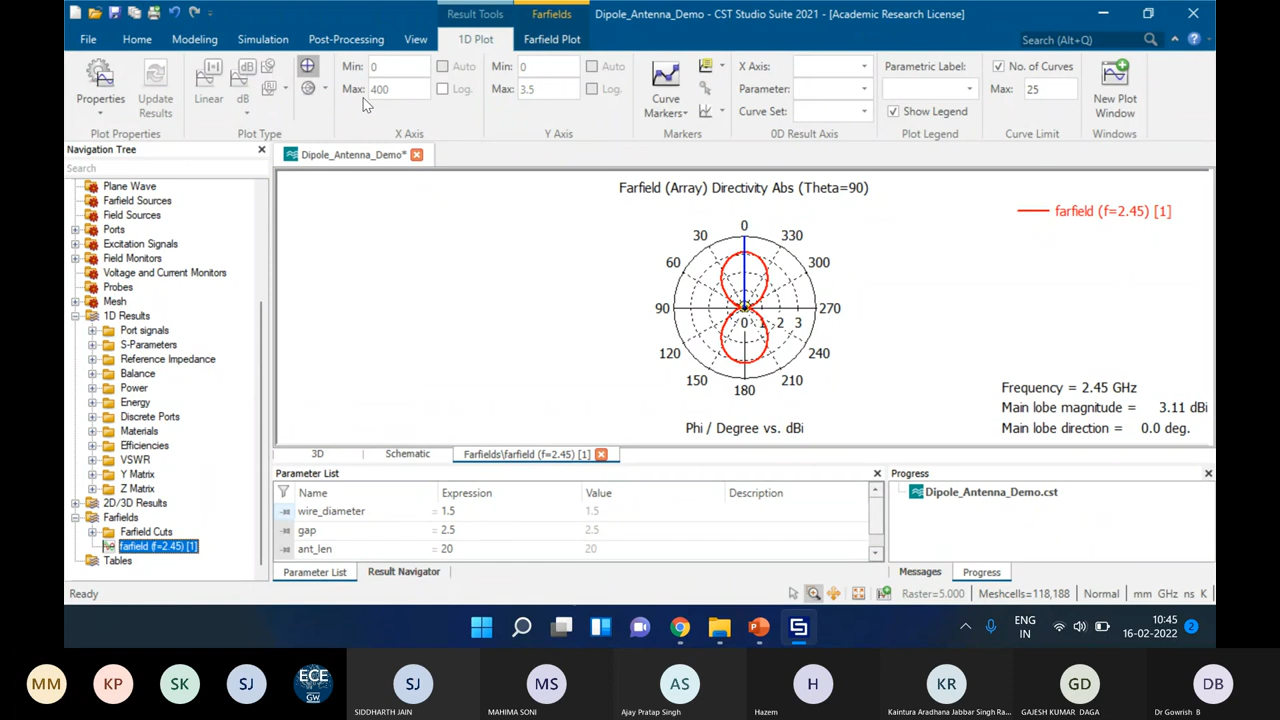 Result Tools
Farfields
Dipole_Antenna_Demo - CST Studio Suite 2021 - [Academic Research License]
File
Home
Modeling
Simulation
Post-Processing
View
1D Plot
Farfield Plot
Search (Alt+Q)
Properties
Update Results
Linear
dB
Min: 0
Auto
Max: 400
Log.
Min: 0
Auto
Max: 3.5
Log.
Curve Markers
X Axis:
Parameter:
Curve Set:
Parametric Label:
Show Legend
No. of Curves
Max: 25
New Plot Window
Plot Properties
Plot Type
X Axis
Y Axis
Markers
0D Result Axis
Plot Legend
Curve Limit
Windows
Navigation Tree
Search
Plane Wave
Farfield Sources
Field Sources
Ports
Excitation Signals
Field Monitors
Voltage and Current Monitors
Probes
Mesh
1D Results
Port signals
S-Parameters
Reference Impedance
Balance
Power
Energy
Discrete Ports
Materials
Efficiencies
VSWR
Y Matrix
Z Matrix
2D/3D Results
Farfields
Farfield Cuts
farfield (f=2.45) [1]
Tables
Dipole_Antenna_Demo*
Farfield (Array) Directivity Abs (Theta=90)
farfield (f=2.45) [1]
0
30
330
60
300
90
0 1 2 3
270
120
240
150
210
180
Phi / Degree vs. dBi
Frequency = 2.45 GHz
Main lobe magnitude = 3.11 dBi
Main lobe direction = 0.0 deg.
3D
Schematic
Farfields\farfield (f=2.45) [1]
Parameter List
Name Expression Value Description
wire_diameter = 1.5 1.5
gap = 2.5 2.5
ant_len = 20 20
Parameter List
Result Navigator
Progress
Dipole_Antenna_Demo.cst
Messages
Progress
Ready
Raster=5.000
Meshcells=118,188
Normal
mm GHz ns K
ENG
IN
10:45
16-02-2022
2
MM
KP
SK
SJ
ECE
GW
SJ
SIDDHARTH JAIN
MS
MAHIMA SONI
AS
Ajay Pratap Singh
H
Hazem
KR
Kaintura Aradhana Jabbar Singh Ra...
GD
GAJESH KUMAR DAGA
DB
Dr Gowrish B